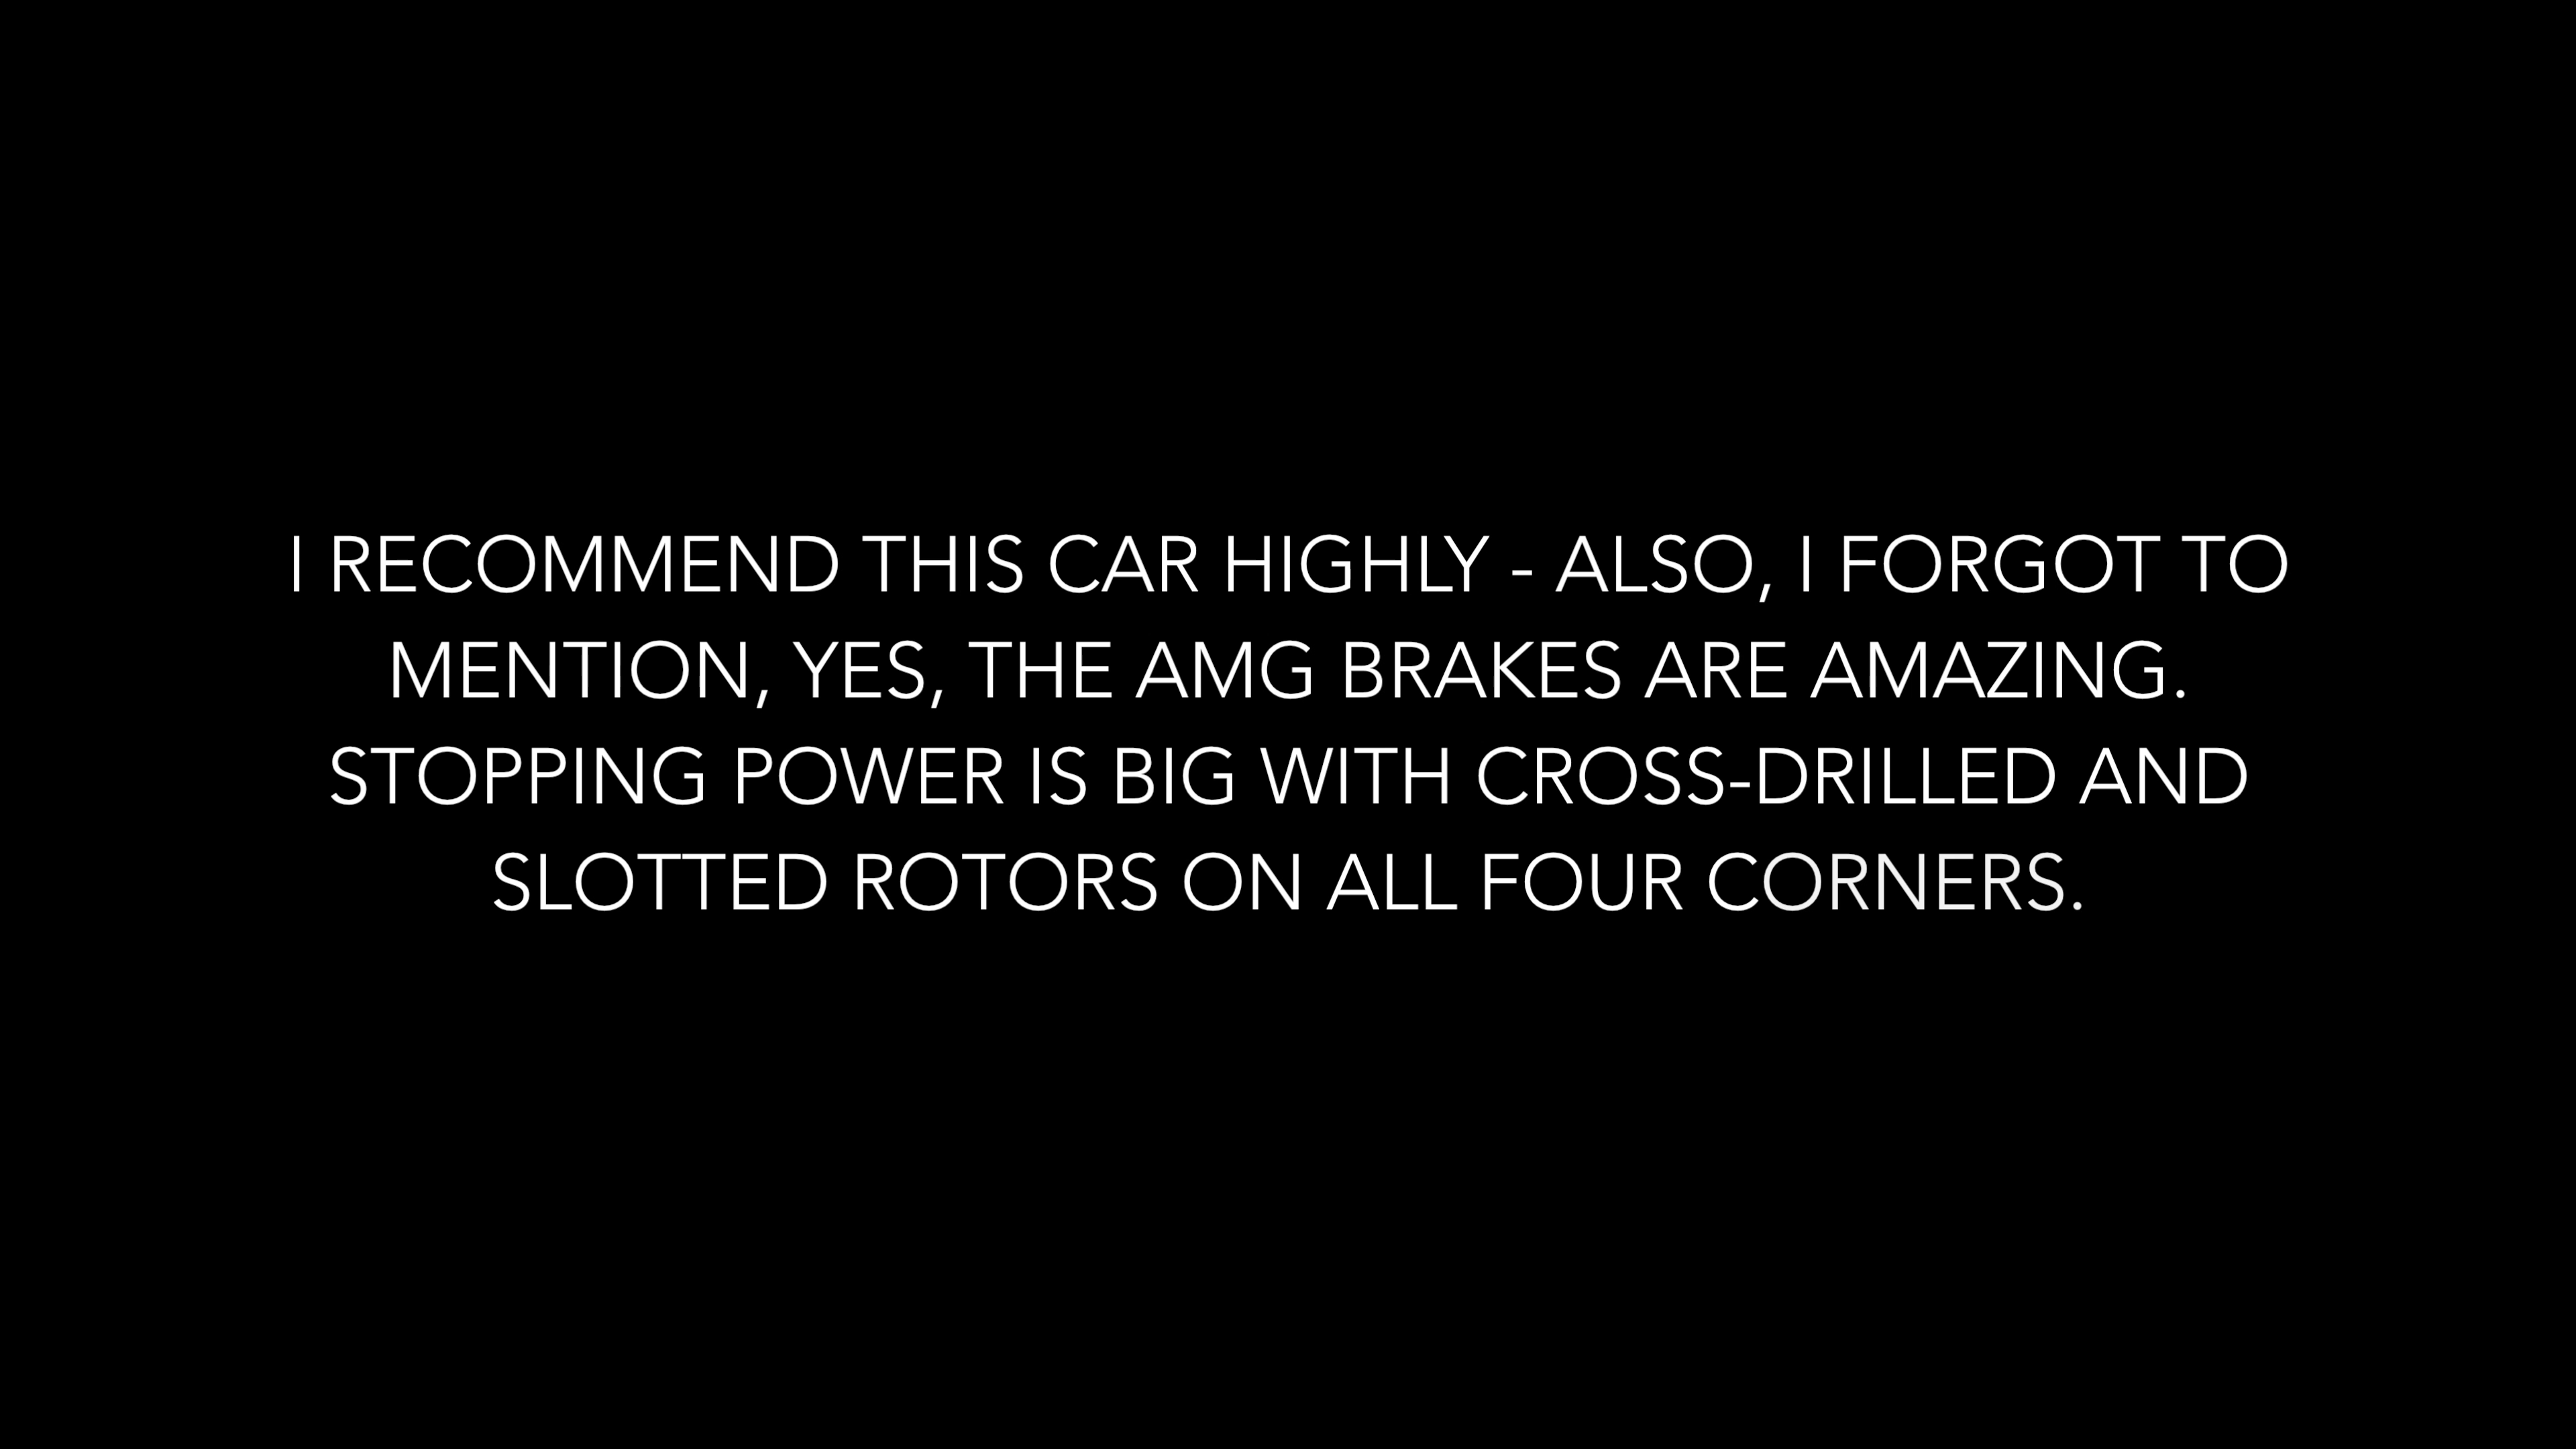 I RECOMMEND THIS CAR HIGHLY - ALSO, I FORGOT TO
MENTION, YES, THE AMG BRAKES ARE AMAZING.
STOPPING POWER IS BIG WITH CROSS-DRILLED AND
SLOTTED ROTORS ON ALL FOUR CORNERS.